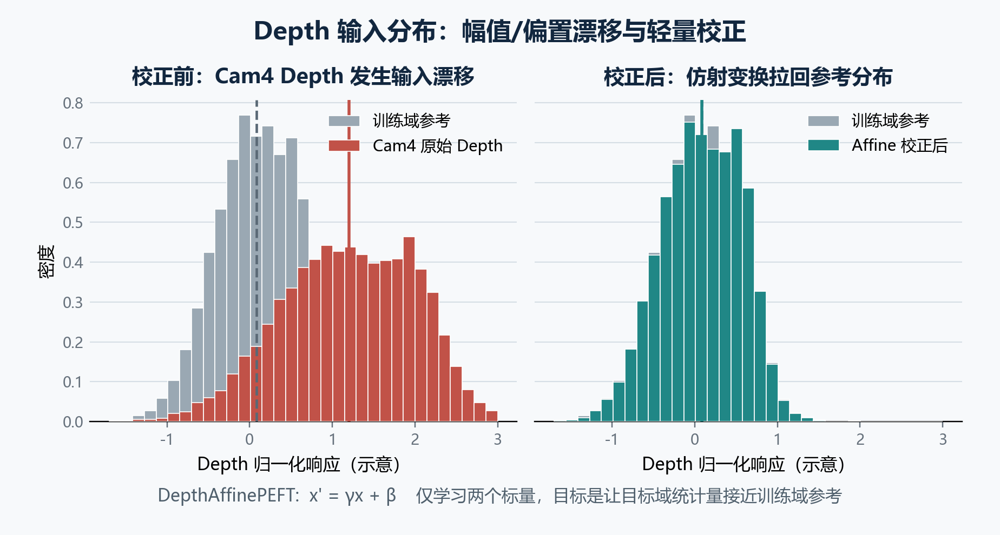 Depth 输入分布：幅值/偏置漂移与轻量校正
校正前：Cam4 Depth 发生输入漂移
校正后：仿射变换拉回参考分布
密度
0.8
0.7
0.6
0.5
0.4
0.3
0.2
0.1
0.0
训练域参考
Cam4 原始 Depth
-1
0
1
2
3
Depth 归一化响应（示意）
训练域参考
Affine 校正后
-1
0
1
2
3
Depth 归一化响应（示意）
DepthAffinePEFT: x' = γx + β 仅学习两个标量，目标是让目标域统计量接近训练域参考